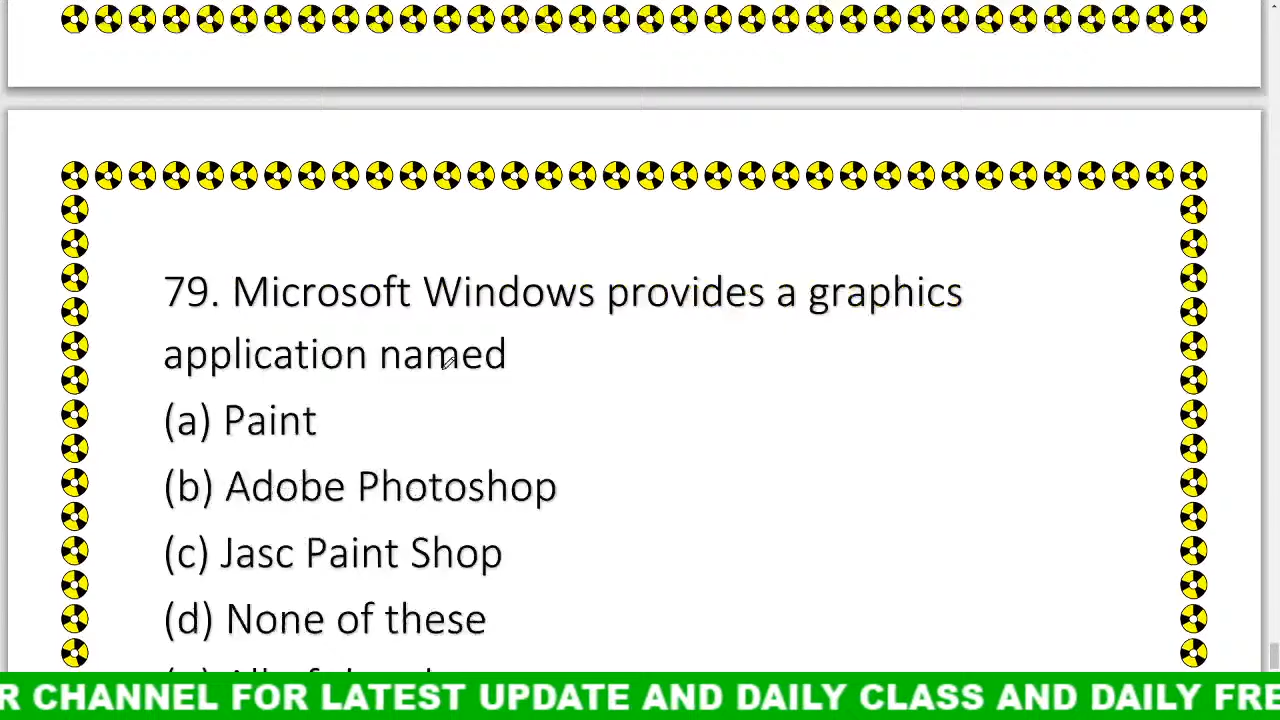 79. Microsoft Windows provides a graphics
application named
(a) Paint
(b) Adobe Photoshop
(c) Jasc Paint Shop
(d) None of these
R CHANNEL FOR LATEST UPDATE AND DAILY CLASS AND DAILY FRE